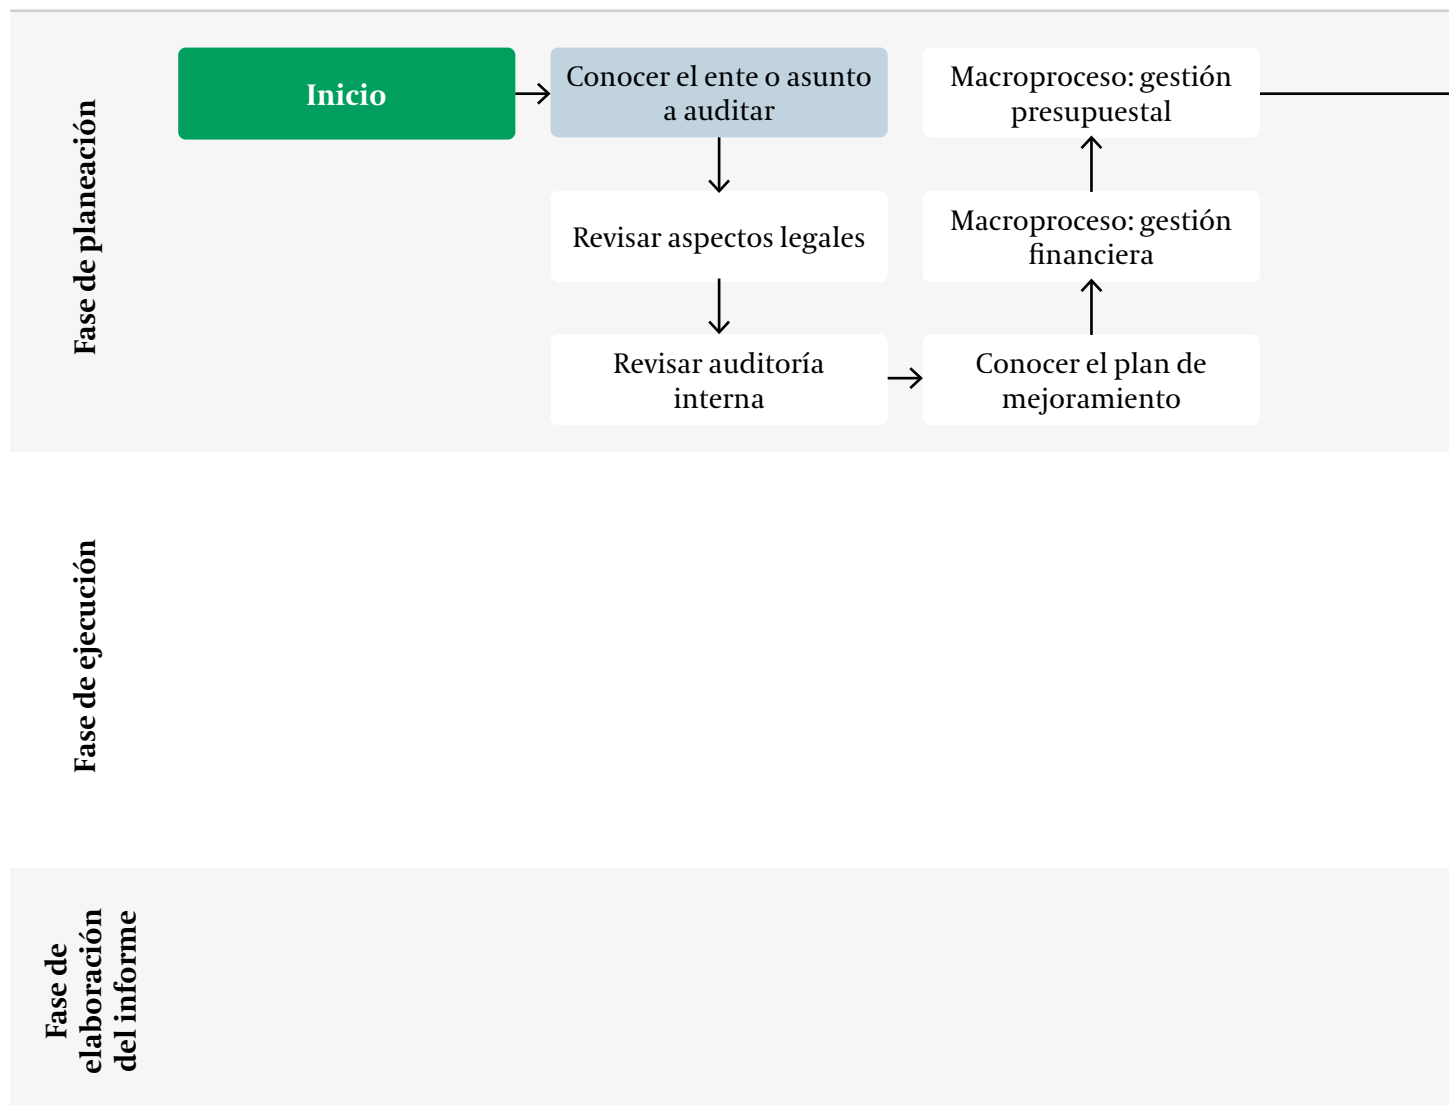 Fase de planeación
Inicio
Conocer el ente o asunto
a auditar
Revisar aspectos legales
Revisar auditoría
interna
Conocer el plan de
mejoramiento
Macroproceso: gestión
financiera
Macroproceso: gestión
presupuestal
Fase de ejecución
Fase de
elaboración
del informe